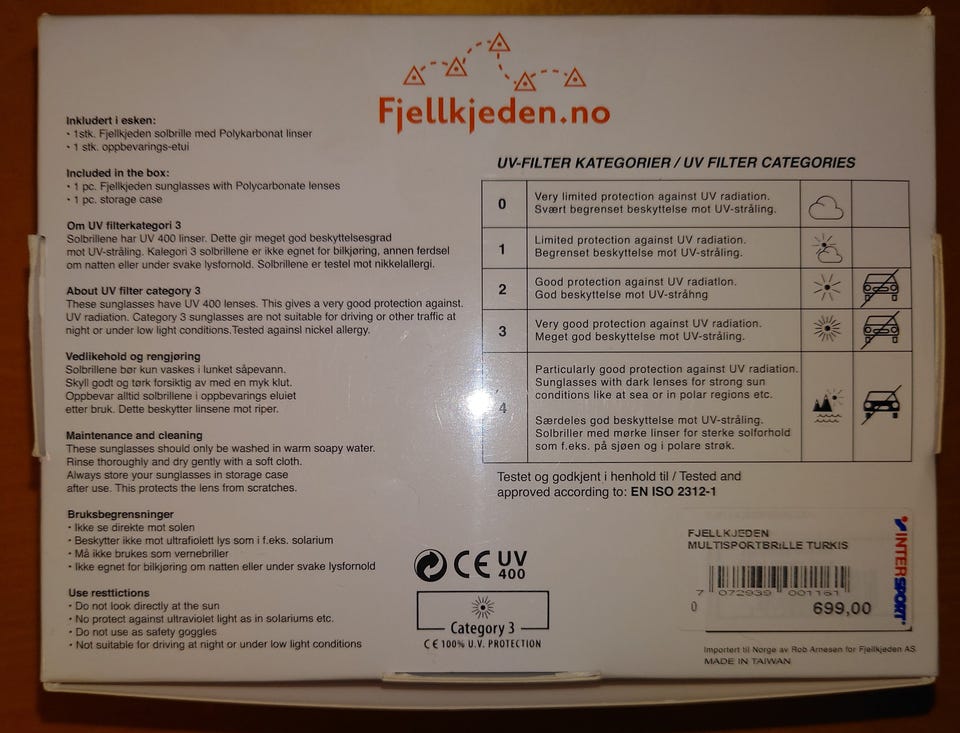 Fjellkjeden.no
Inkludert i esken:
• 1stk. Fjellkjeden solbrille med Polykarbonat linser
• 1 stk. oppbevarings-etui
Included in the box:
• 1 pc. Fjellkjeden sunglasses with Polycarbonate lenses
• 1 pc. storage case
Om UV filterkategori 3
Solbrillene har UV 400 linser. Dette gir meget god beskyttelsesgrad
mot UV-stråling. Kalegori 3 solbrillene er ikke egnet for bilkjøring, annen ferdsel
om natten eller under svake lysforhold. Solbrillene er testel mot nikkelallergi.
About UV filter category 3
These sunglasses have UV 400 lenses. This gives a very good protection against.
UV radiation. Category 3 sunglasses are not suitable for driving or other traffic at
night or under low light conditions.Tested againsl nickel allergy.
Vedlikehold og rengjøring
Solbrillene bør kun vaskes i lunket såpevann.
Skyll godt og tørk forsiktig av med en myk klut.
Oppbevar alltid solbrillene i oppbevarings eluiet
etter bruk. Dette beskytter linsene mot riper.
Maintenance and cleaning
These sunglasses should only be washed in warm soapy water.
Rinse thoroughly and dry gently with a soft cloth.
Always store your sunglasses in storage case
after use. This protects the lens from scratches.
Bruksbegrensninger
• Ikke se direkte mot solen
• Beskytter ikke mot ultrafiolett lys som i f.eks. solarium
• Må ikke brukes som vernebriller
• Ikke egnet for bilkjøring om natten eller under svake lysforhold
Use resttictions
• Do not look directly at the sun
• No protect against ultraviolet light as in solariums etc.
• Do not use as safety goggles
• Not suitable for driving at night or under low light conditions
UV-FILTER KATEGORIER / UV FILTER CATEGORIES
0
Very limited protection against UV radiation.
Svært begrenset beskyttelse mot UV-stråling.
1
Limited protection against UV radiation.
Begrenset beskyttelse mot UV-stråling.
2
Good protection against UV radiation.
God beskyttelse mot UV-stråhng
3
Very good protection against UV radiation.
Meget god beskyttelse mot UV-stråling.
4
Particularly good protection against UV radiation.
Sunglasses with dark lenses for strong sun
conditions like at sea or in polar regions etc.
Særdeles god beskyttelse mot UV-stråling.
Solbriller med mørke linser for sterke solforhold
som f.eks. på sjøen og i polare strøk.
Testet og godkjent i henhold til / Tested and
approved according to: EN ISO 2312-1
CE UV
400
Category 3
CE 100% U.V. PROTECTION
FJELLKJEDEN
MULTISPORTBRILLE TURKIS
7 072939 001161
0 699,00
INTERSPORT
Importert til Norge av Rob Arnesen for Fjellkjeden AS
MADE IN TAIWAN